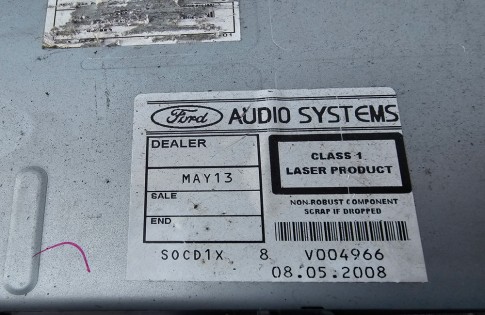 Ford AUDIO SYSTEMS
DEALER
MAY13
SALE
END
CLASS 1
LASER PRODUCT
NON-ROBUST COMPONENT
SCRAP IF DROPPED
SOCD1X 8 V004966
08.05.2008